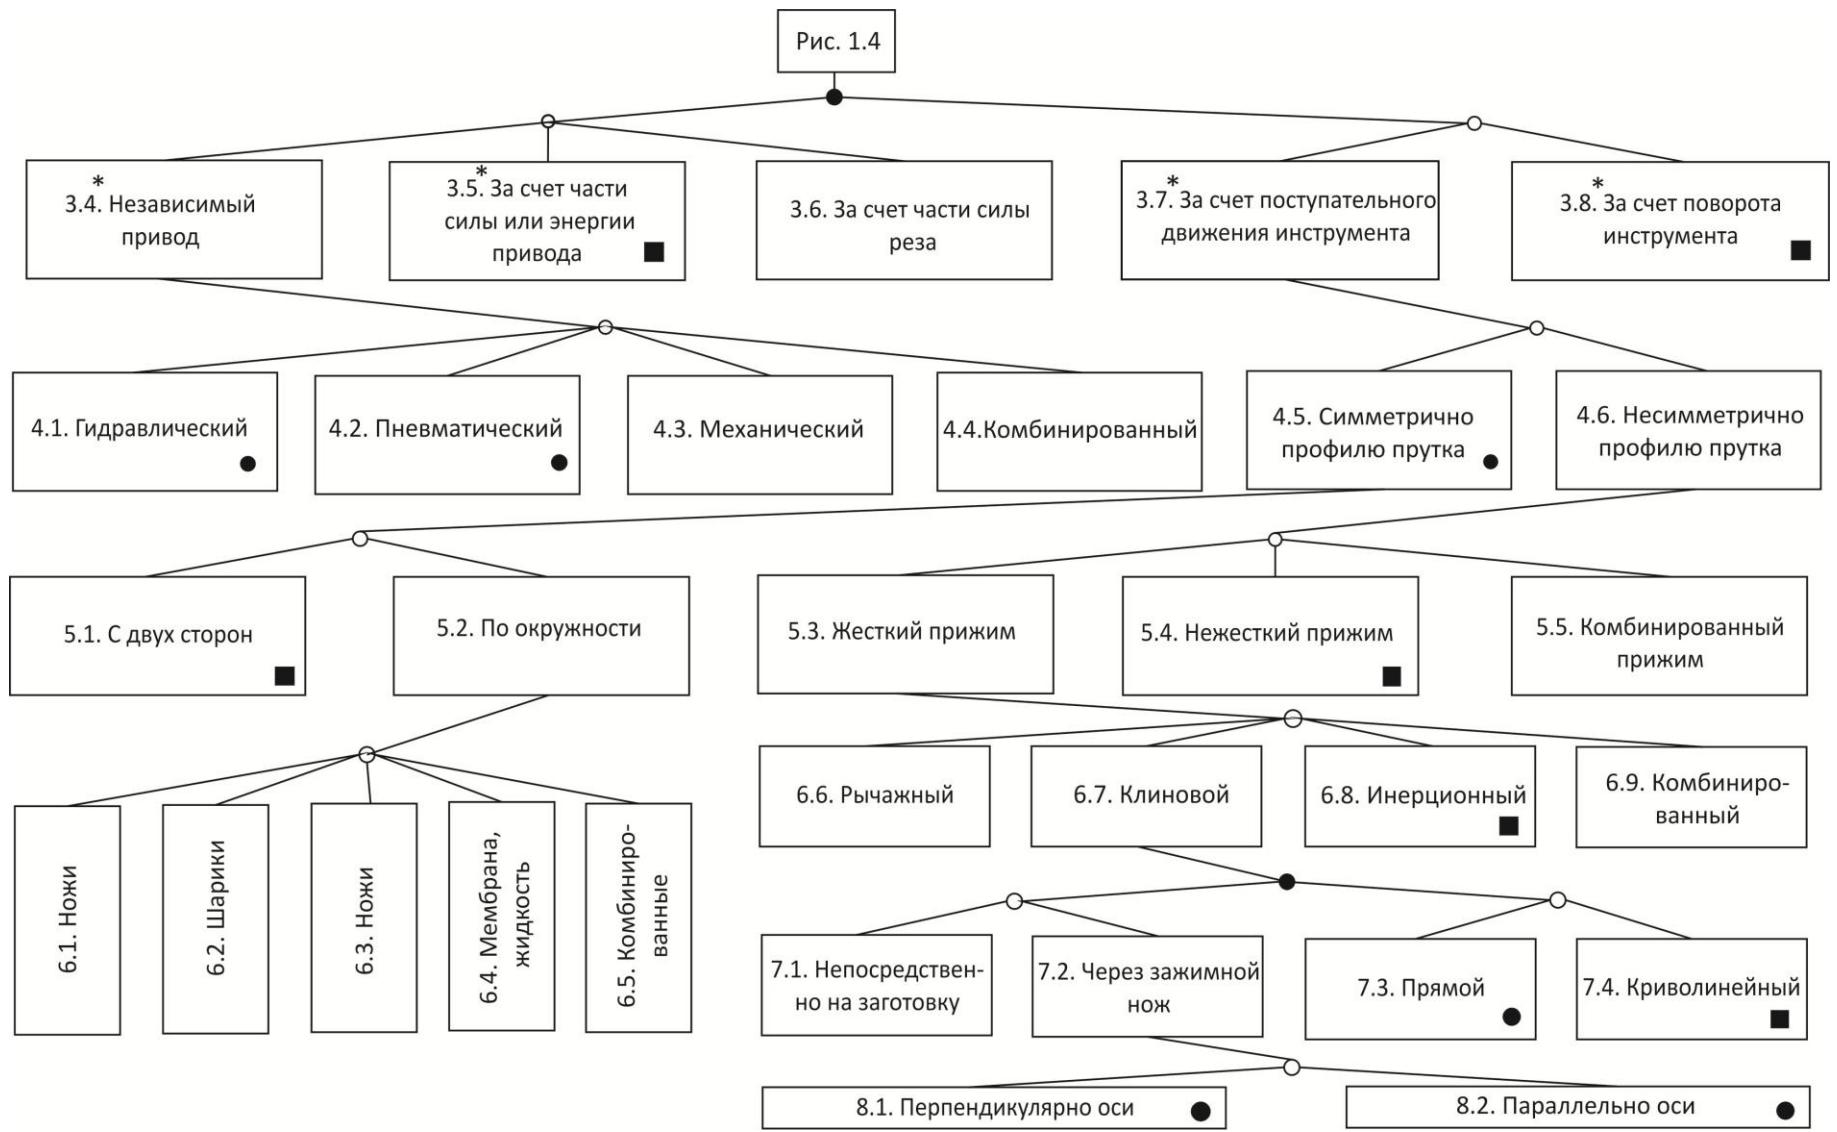 Рис. 1.4
*
3.4. Независимый
привод
*
3.5. За счет части
силы или энергии
привода
3.6. За счет части силы
реза
*
3.7. За счет поступательного
движения инструмента
*
3.8. За счет поворота
инструмента
4.1. Гидравлический
4.2. Пневматический
4.3. Механический
4.4.Комбинированный
4.5. Симметрично
профилю прутка
4.6. Несимметрично
профилю прутка
5.1. С двух сторон
5.2. По окружности
5.3. Жесткий прижим
5.4. Нежесткий прижим
5.5. Комбинированный
прижим
6.1. Ножи
6.2. Шарики
6.3. Ножи
6.4. Мембрана,
жидкость
6.5. Комбиниро-
ванные
6.6. Рычажный
6.7. Клиновой
6.8. Инерционный
6.9. Комбиниро-
ванный
7.1. Непосредствен-
но на заготовку
7.2. Через зажимной
нож
7.3. Прямой
7.4. Криволинейный
8.1. Перпендикулярно оси
8.2. Параллельно оси